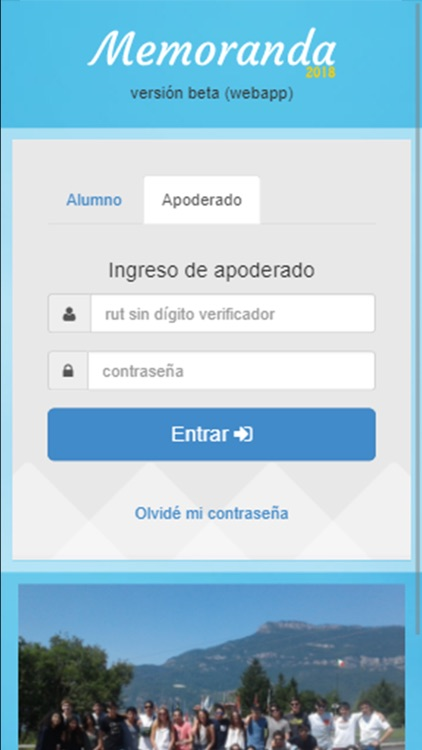 Memoranda
2018
versión beta (webapp)
Alumno
Apoderado
Ingreso de apoderado
rut sin dígito verificador
contraseña
Entrar
Olvidé mi contraseña